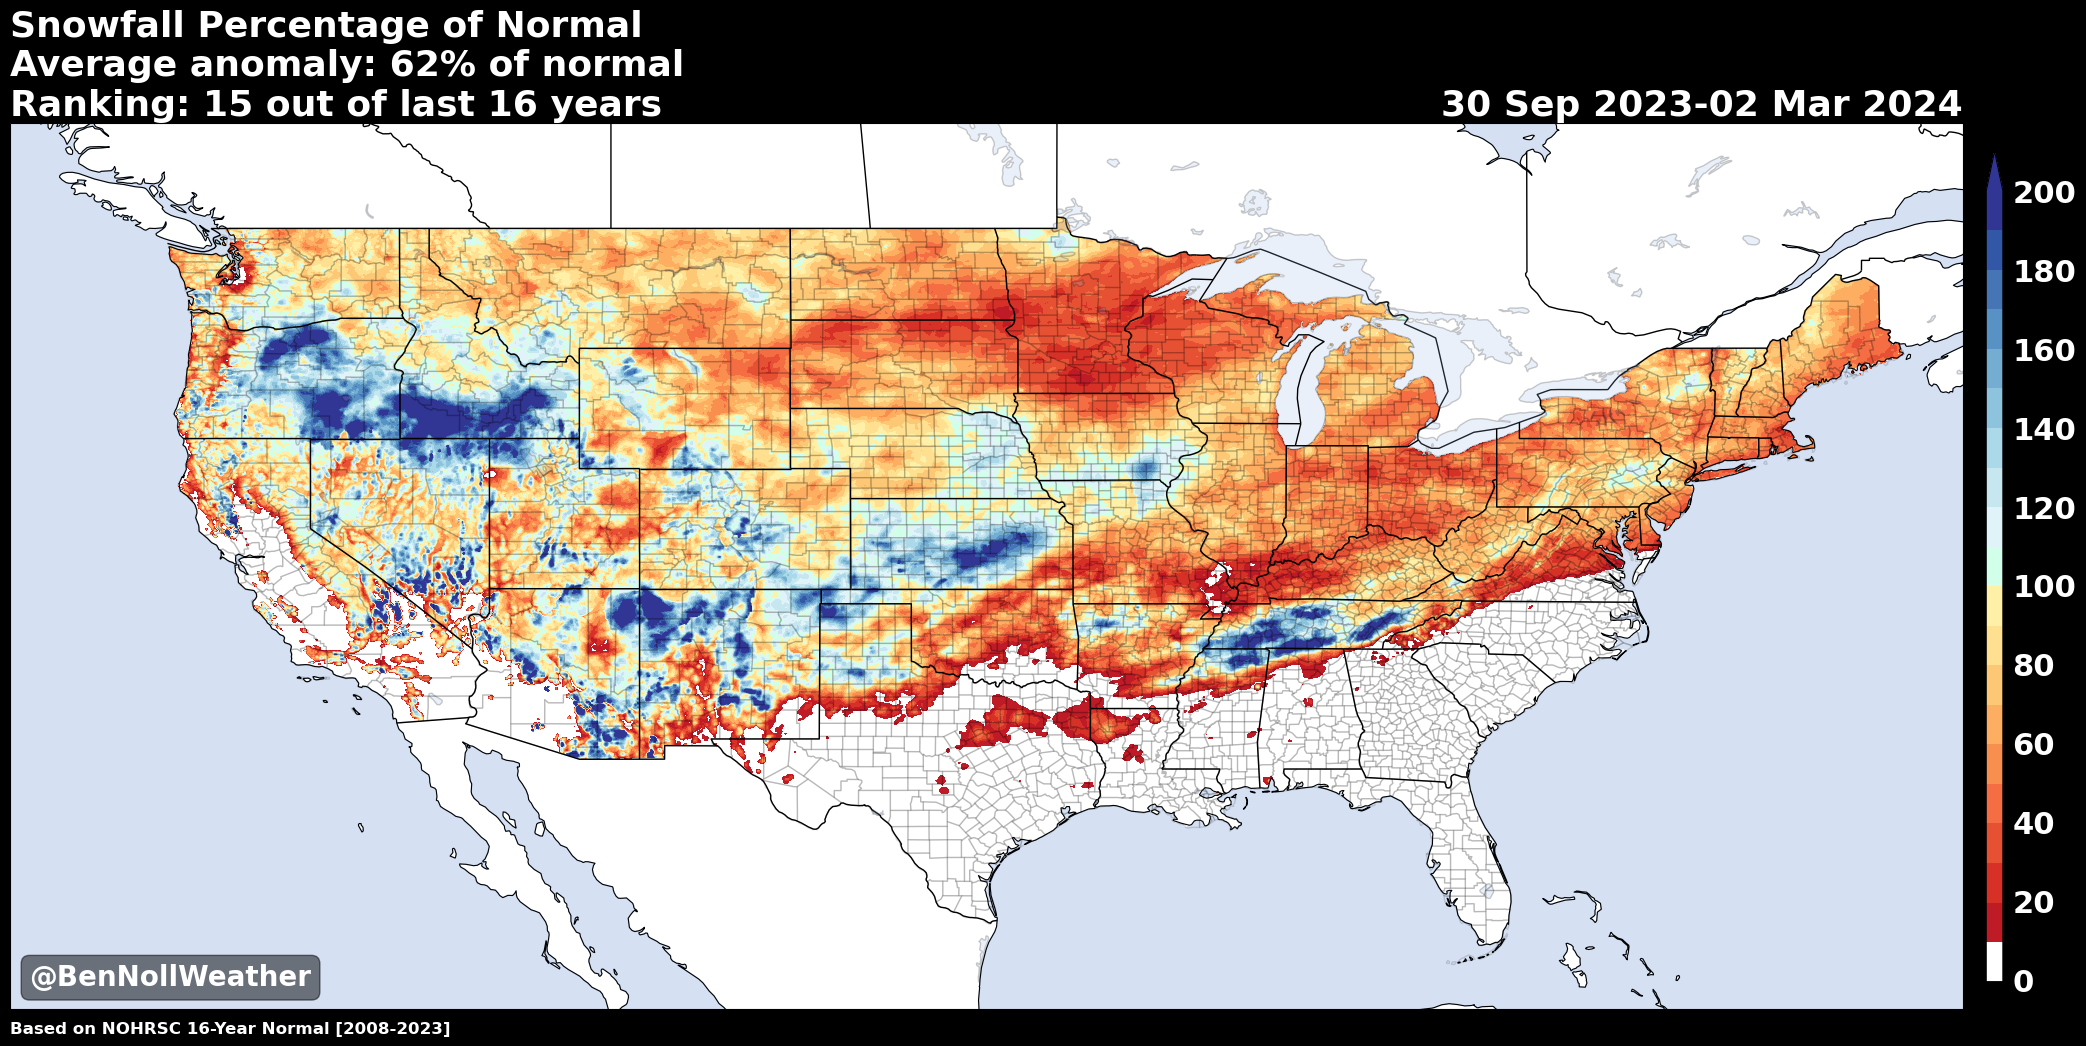 Snowfall Percentage of Normal
Average anomaly: 62% of normal
Ranking: 15 out of last 16 years
30 Sep 2023-02 Mar 2024
200
180
160
140
120
100
80
60
40
20
0
@BenNollWeather
Based on NOHRSC 16-Year Normal [2008-2023]